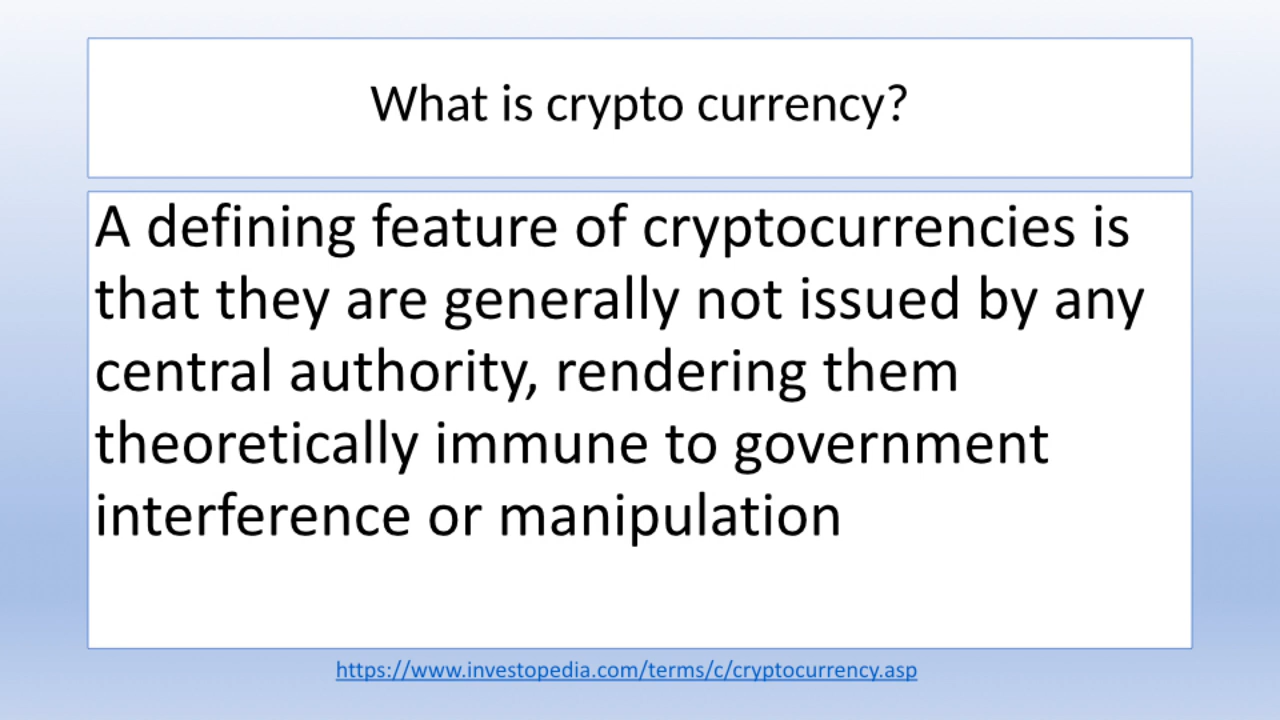 What is crypto currency?
A defining feature of cryptocurrencies is
that they are generally not issued by any
central authority, rendering them
theoretically immune to government
interference or manipulation
https://www.investopedia.com/terms/c/cryptocurrency.asp